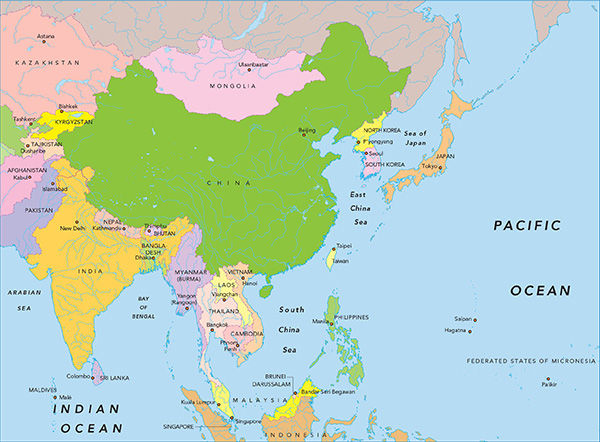 Astana
KAZAKHSTAN
Ulaanbaatar
MONGOLIA
Bishkek
Tashkent
KYRGYZSTAN
TAJIKISTAN
Dushanbe
Beijing
NORTH KOREA
P'yongyang
Seoul
SOUTH KOREA
Sea of
Japan
JAPAN
Tokyo
AFGHANISTAN
Kabul
Islamabad
PAKISTAN
CHINA
East
China
Sea
PACIFIC
OCEAN
New Delhi
NEPAL
Kathmandu
Thimphu
BHUTAN
BANGLA
DESH
Dhaka
INDIA
Taipei
Taiwan
MYANMAR
(BURMA)
VIETNAM
Hanoi
LAOS
Viangchan
ARABIAN
SEA
BAY
OF
BENGAL
Yangon
(Rangoon)
THAILAND
Bangkok
CAMBODIA
Phnom
Penh
South
China
Sea
Manila
PHILIPPINES
Saipan
Hagatna
FEDERATED STATES OF MICRONESIA
Palikir
Colombo
SRI LANKA
MALDIVES
Malé
BRUNEI
DARUSSALAM
Bandar Seri Begawan
MALAYSIA
Kuala Lumpur
SINGAPORE
Singapore
INDONESIA
INDIAN
OCEAN